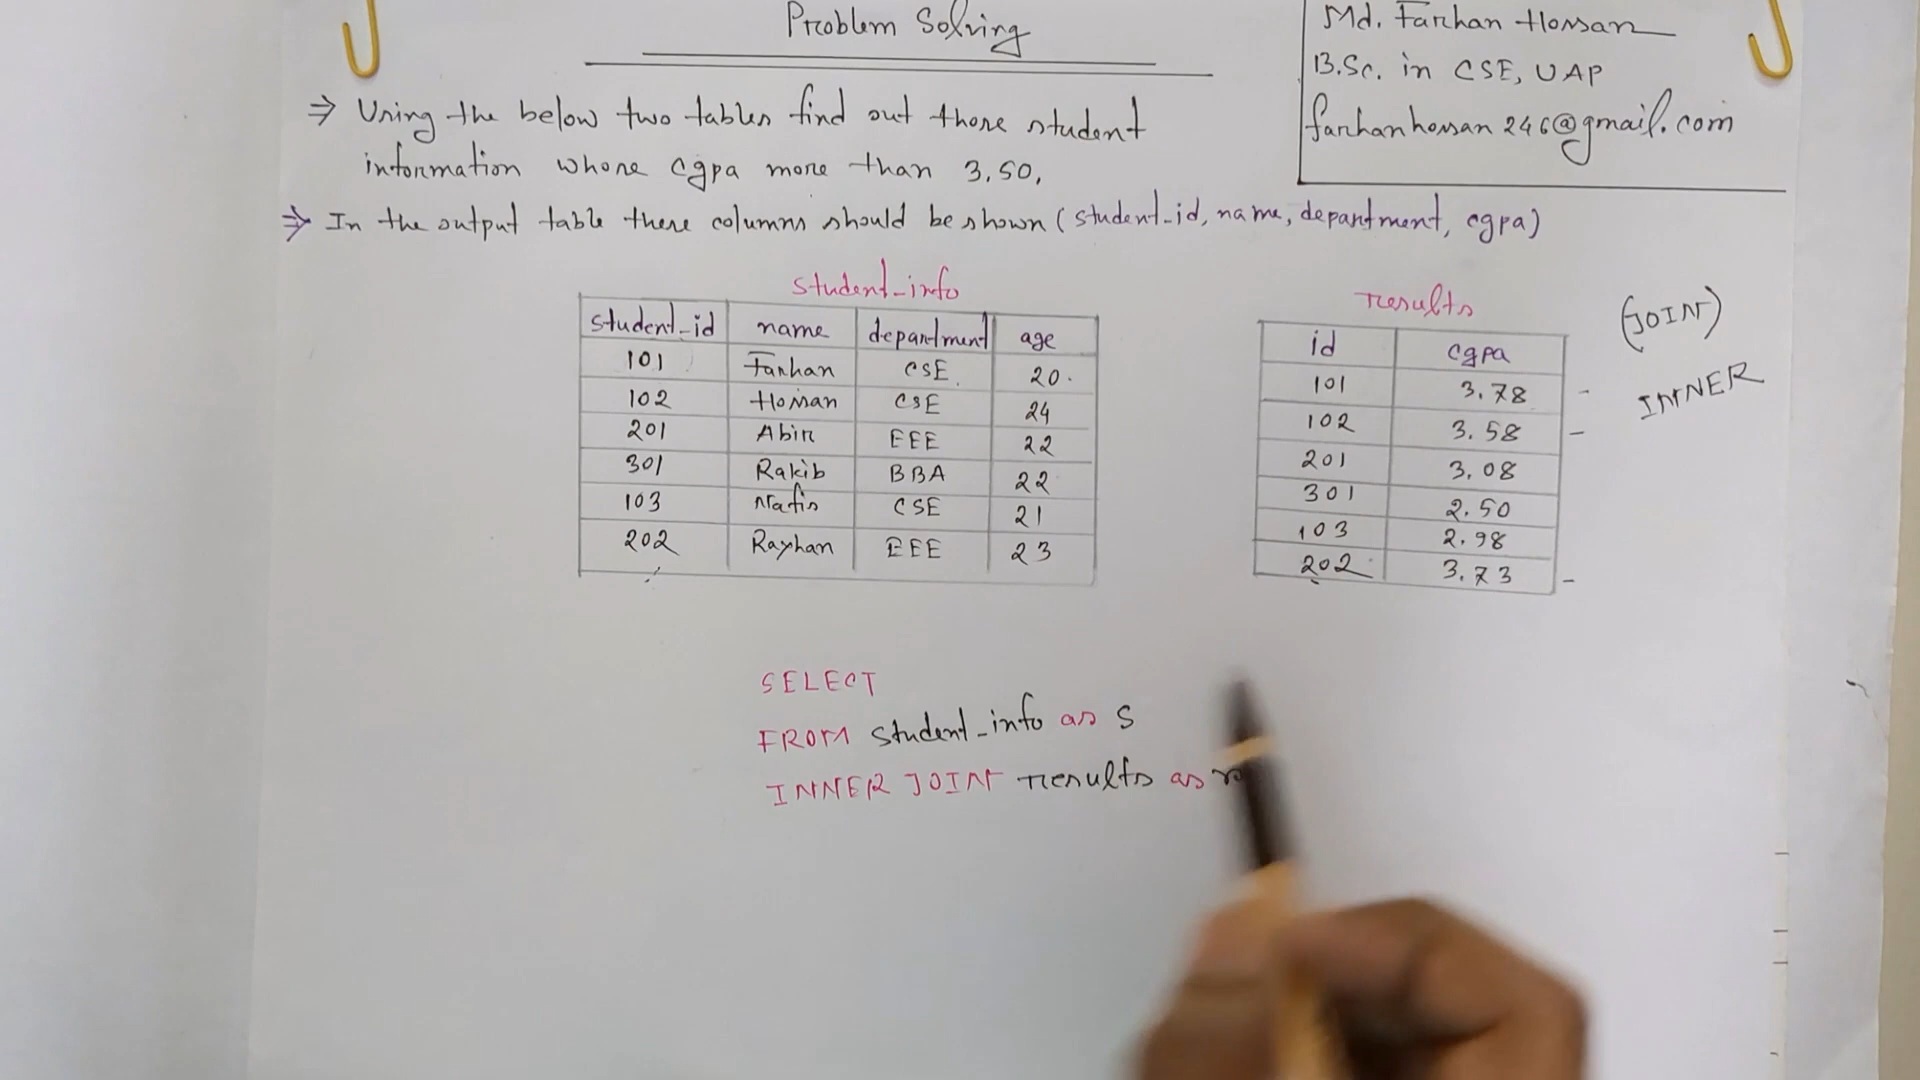 Problem Solving
Md. Farhan Hossan
B.Sc. in CSE, UAP
farhanhossan246@gmail.com
⇒ Using the below two tables find out those student
information whose cgpa more than 3.50.
⇒ In the output table these columns should be shown (student_id, name, department, cgpa)
student_info
student_id name department age
101 Farhan CSE 20
102 Hossan CSE 24
201 Abir EEE 22
301 Rakib BBA 22
103 Nafis CSE 21
202 Rayhan EEE 23
results
id cgpa
101 3.78
102 3.58
201 3.08
301 2.50
103 2.98
202 3.73
(JOIN)
INNER
SELECT
FROM student_info as s
INNER JOIN results as r